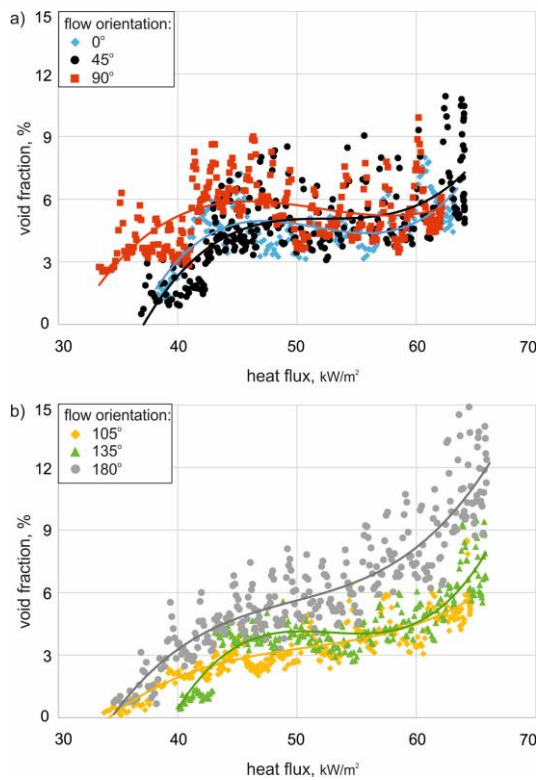 a)
15
flow orientation:
0°
45°
90°
12
9
6
3
0
void fraction, %
30 40 50 60 70
heat flux, kW/m²
b)
15
flow orientation:
105°
135°
180°
12
9
6
3
0
void fraction, %
30 40 50 60 70
heat flux, kW/m²